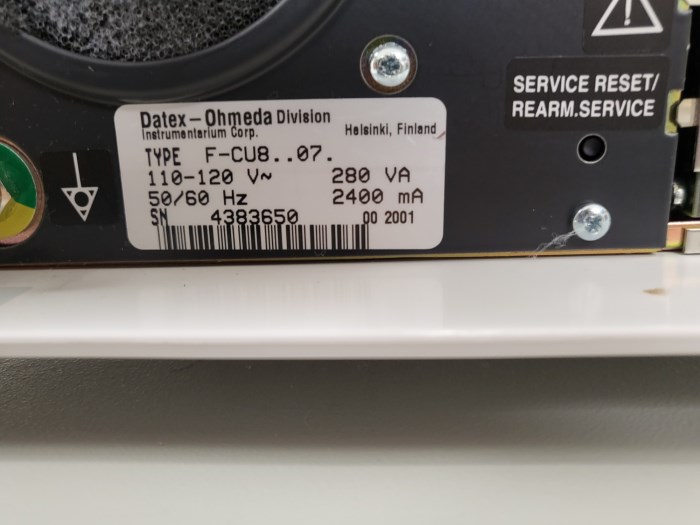 SERVICE RESET/
REARM.SERVICE
Datex-Ohmeda Division
Instrumentarium Corp. Helsinki, Finland
TYPE F-CU8..07.
110-120 V~ 280 VA
50/60 Hz 2400 mA
SN 4383650 00 2001